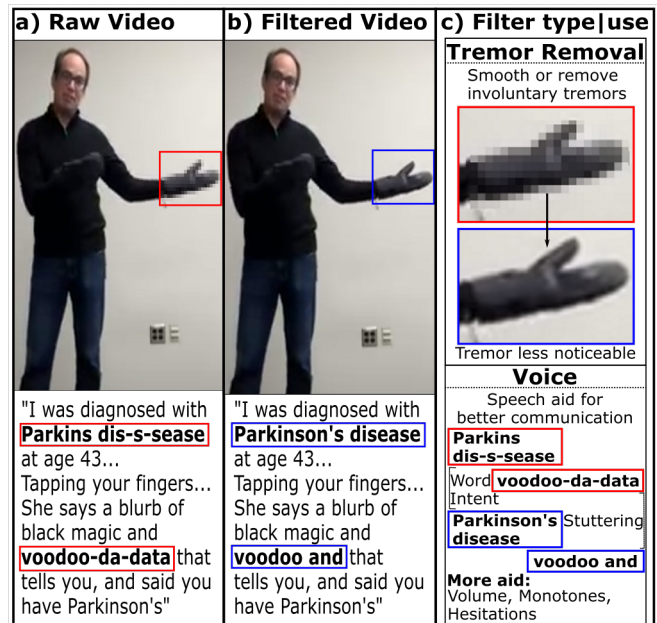 a) Raw Video
"I was diagnosed with
Parkins dis-s-sease
at age 43...
Tapping your fingers...
She says a blurb of
black magic and
voodoo-da-data that
tells you, and said you
have Parkinson's"
b) Filtered Video
"I was diagnosed with
Parkinson's disease
at age 43...
Tapping your fingers...
She says a blurb of
black magic and
voodoo and that
tells you, and said you
have Parkinson's"
c) Filter type|use
Tremor Removal
Smooth or remove
involuntary tremors
Tremor less noticeable
Voice
Speech aid for
better communication
Parkins
dis-s-sease
Word voodoo-da-data
Intent
Parkinson's Stuttering
disease
voodoo and
More aid:
Volume, Monotones,
Hesitations